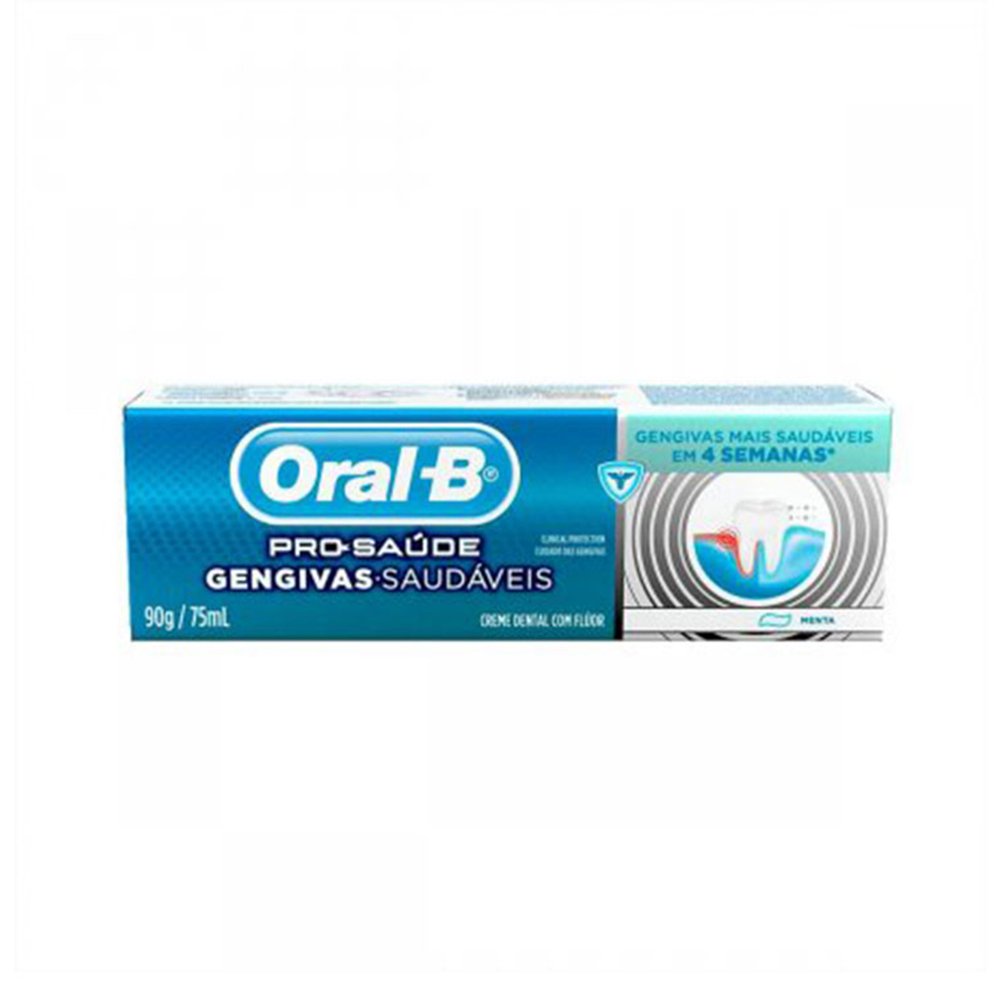 Oral-B®
PRO-SAÚDE
GENGIVAS·SAUDÁVEIS
CLINICAL PROTECTION
CUIDADO DAS GENGIVAS
90g / 75mL
CREME DENTAL COM FLÚOR
GENGIVAS MAIS SAUDÁVEIS
EM 4 SEMANAS*
MENTA